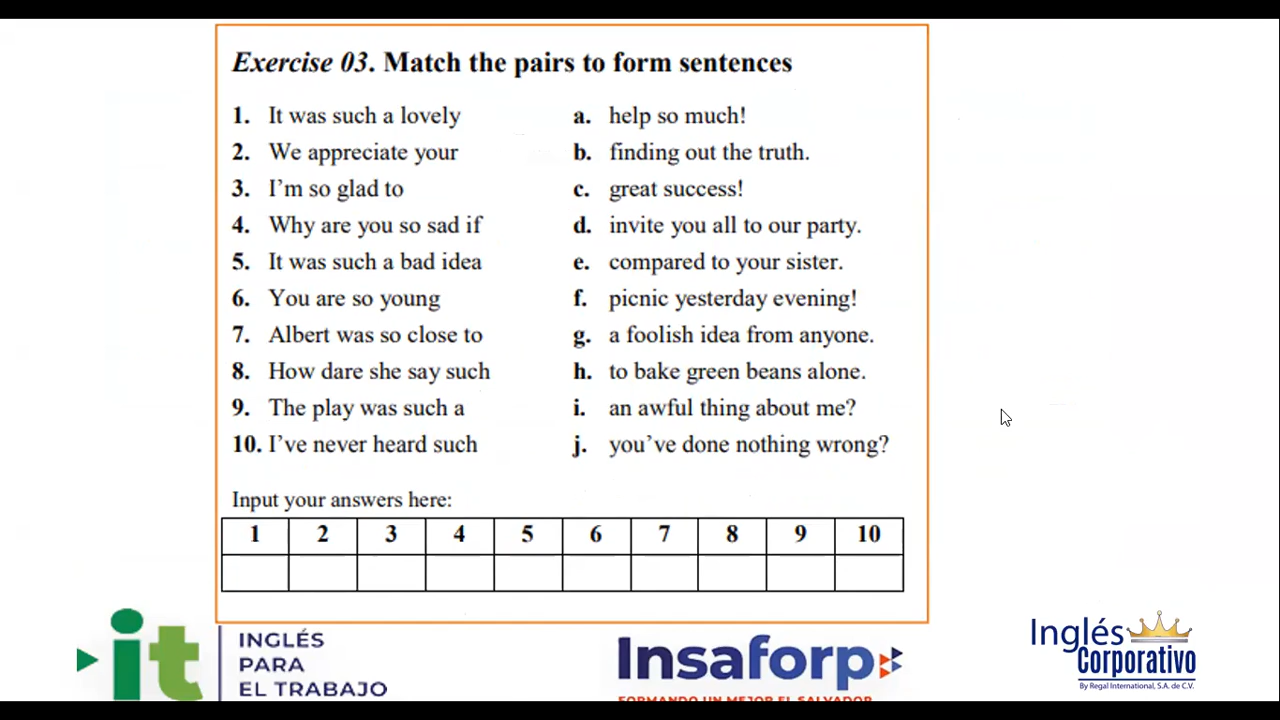 Exercise 03. Match the pairs to form sentences
1. It was such a lovely
a. help so much!
2. We appreciate your
b. finding out the truth.
3. I'm so glad to
c. great success!
4. Why are you so sad if
d. invite you all to our party.
5. It was such a bad idea
e. compared to your sister.
6. You are so young
f. picnic yesterday evening!
7. Albert was so close to
g. a foolish idea from anyone.
8. How dare she say such
h. to bake green beans alone.
9. The play was such a
i. an awful thing about me?
10. I've never heard such
j. you've done nothing wrong?
Input your answers here:
1 2 3 4 5 6 7 8 9 10
it
INGLÉS
PARA
EL TRABAJO
Insaforp
FORMANDO UN MEJOR EL SALVADOR
Inglés
Corporativo
By Regal International, S.A. de C.V.